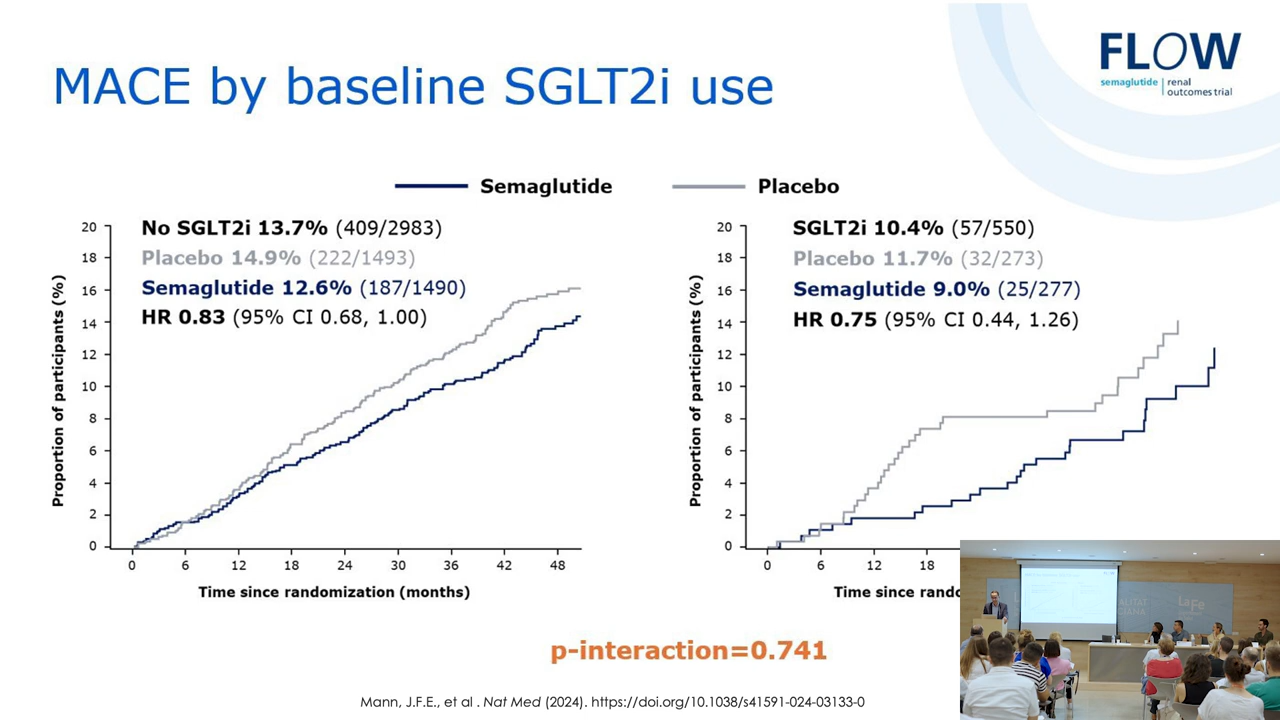 FLOW
semaglutide | renal
outcomes trial
MACE by baseline SGLT2i use
Semaglutide
Placebo
No SGLT2i 13.7% (409/2983)
Placebo 14.9% (222/1493)
Semaglutide 12.6% (187/1490)
HR 0.83 (95% CI 0.68, 1.00)
Proportion of participants (%)
20
18
16
14
12
10
8
6
4
2
0
0 6 12 18 24 30 36 42 48
Time since randomization (months)
SGLT2i 10.4% (57/550)
Placebo 11.7% (32/273)
Semaglutide 9.0% (25/277)
HR 0.75 (95% CI 0.44, 1.26)
Proportion of participants (%)
20
18
16
14
12
10
8
6
4
2
0
0 6 12 18
Time since rando
p-interaction=0.741
Mann, J.F.E., et al . Nat Med (2024). https://doi.org/10.1038/s41591-024-03133-0
La Fe